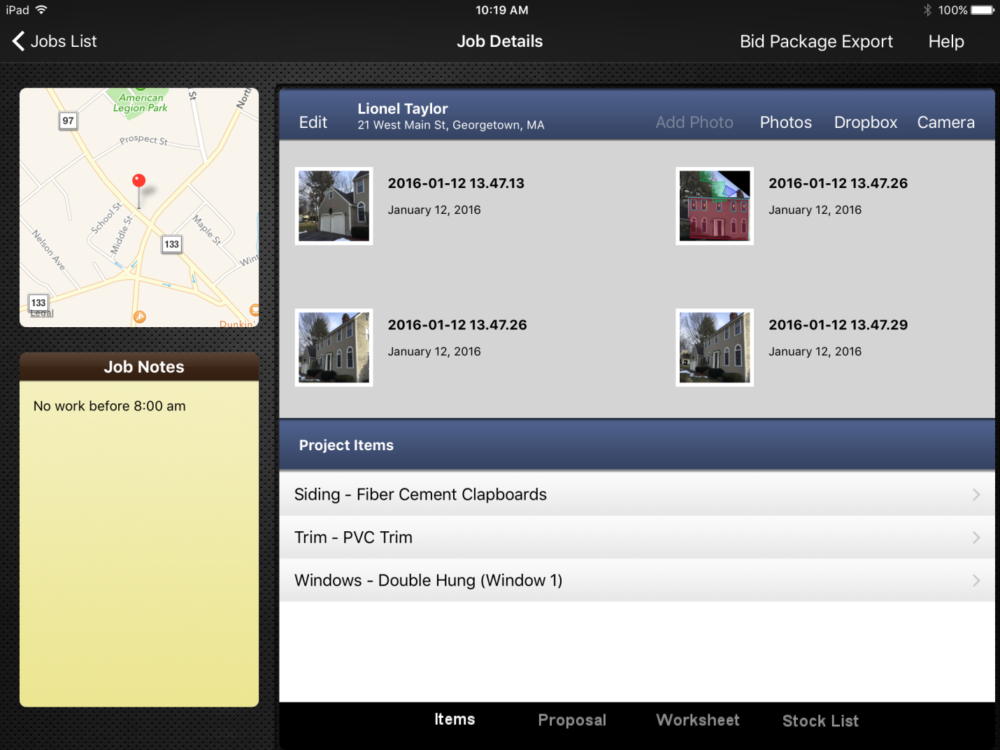 iPad
10:19 AM
100%
Jobs List
Job Details
Bid Package Export
Help
American
Legion Park
St
North
97
Prospect St
School St
Middle St
Maple St
Nelson Ave
133
Wint
133
Legal
Dunkin'
Job Notes
No work before 8:00 am
Edit
Lionel Taylor
21 West Main St, Georgetown, MA
Add Photo
Photos
Dropbox
Camera
2016-01-12 13.47.13
January 12, 2016
2016-01-12 13.47.26
January 12, 2016
2016-01-12 13.47.26
January 12, 2016
2016-01-12 13.47.29
January 12, 2016
Project Items
Siding - Fiber Cement Clapboards
Trim - PVC Trim
Windows - Double Hung (Window 1)
Items
Proposal
Worksheet
Stock List